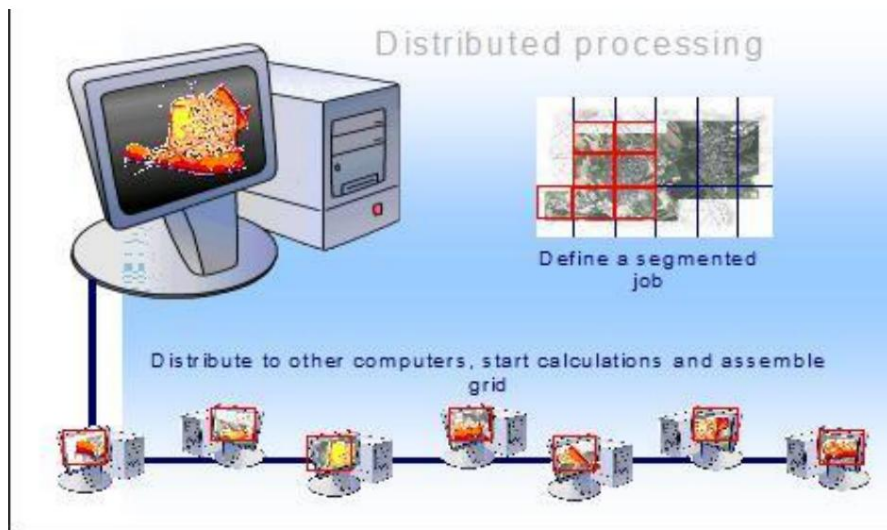 Distributed processing
Define a segmented
job
Distribute to other computers, start calculations and assemble
grid